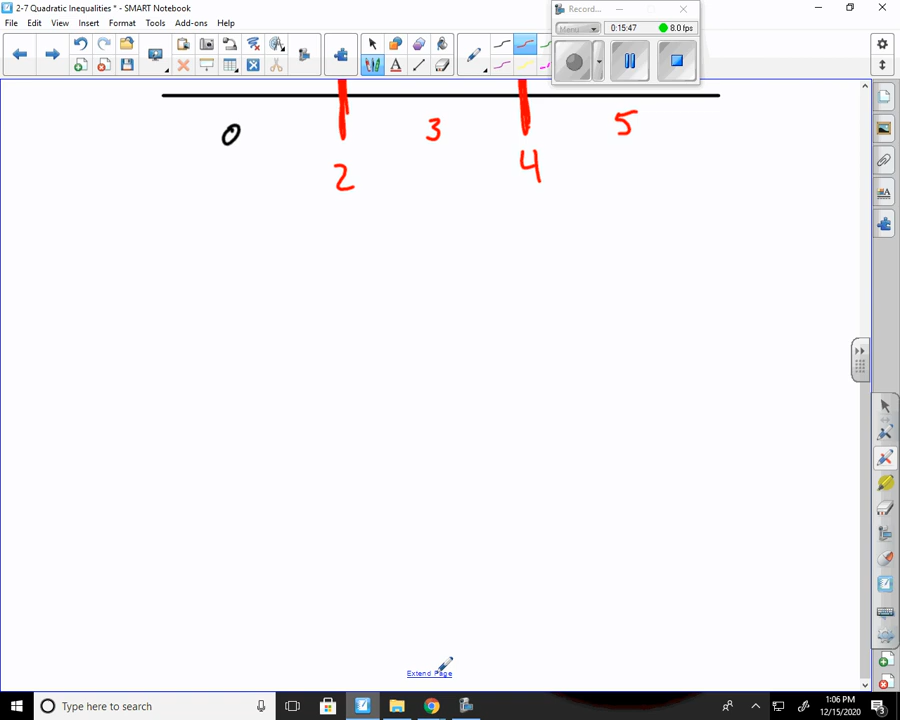 2-7 Quadratic Inequalities * - SMART Notebook
Record...
File Edit View Insert Format Tools Add-ons Help
Menu
0:15:47
8.0 fps
0 3 5
2 4
Extend Page
Type here to search
1:06 PM
12/15/2020
3